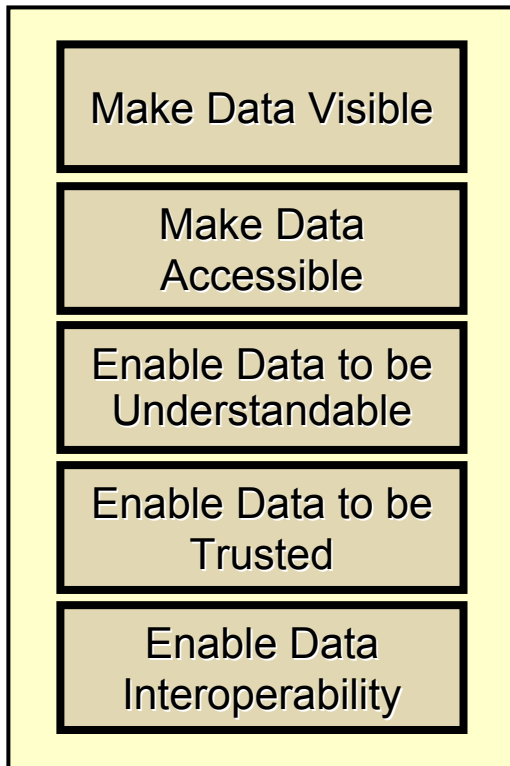 Make Data Visible
Make Data
Accessible
Enable Data to be
Understandable
Enable Data to be
Trusted
Enable Data
Interoperability